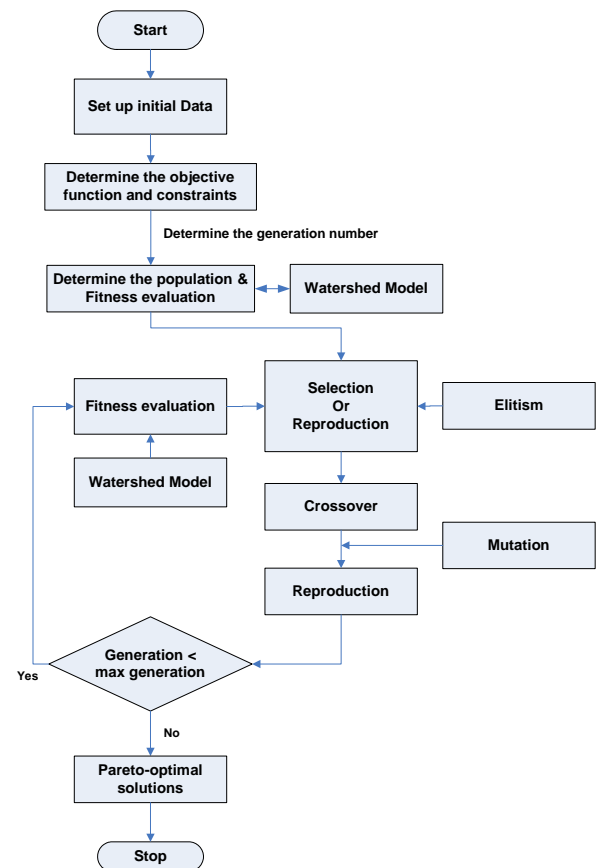 Start
Set up initial Data
Determine the objective
function and constraints
Determine the generation number
Determine the population &
Fitness evaluation
Watershed Model
Selection
Or
Reproduction
Fitness evaluation
Elitism
Watershed Model
Crossover
Mutation
Reproduction
Generation <
max generation
Yes
No
Pareto-optimal
solutions
Stop